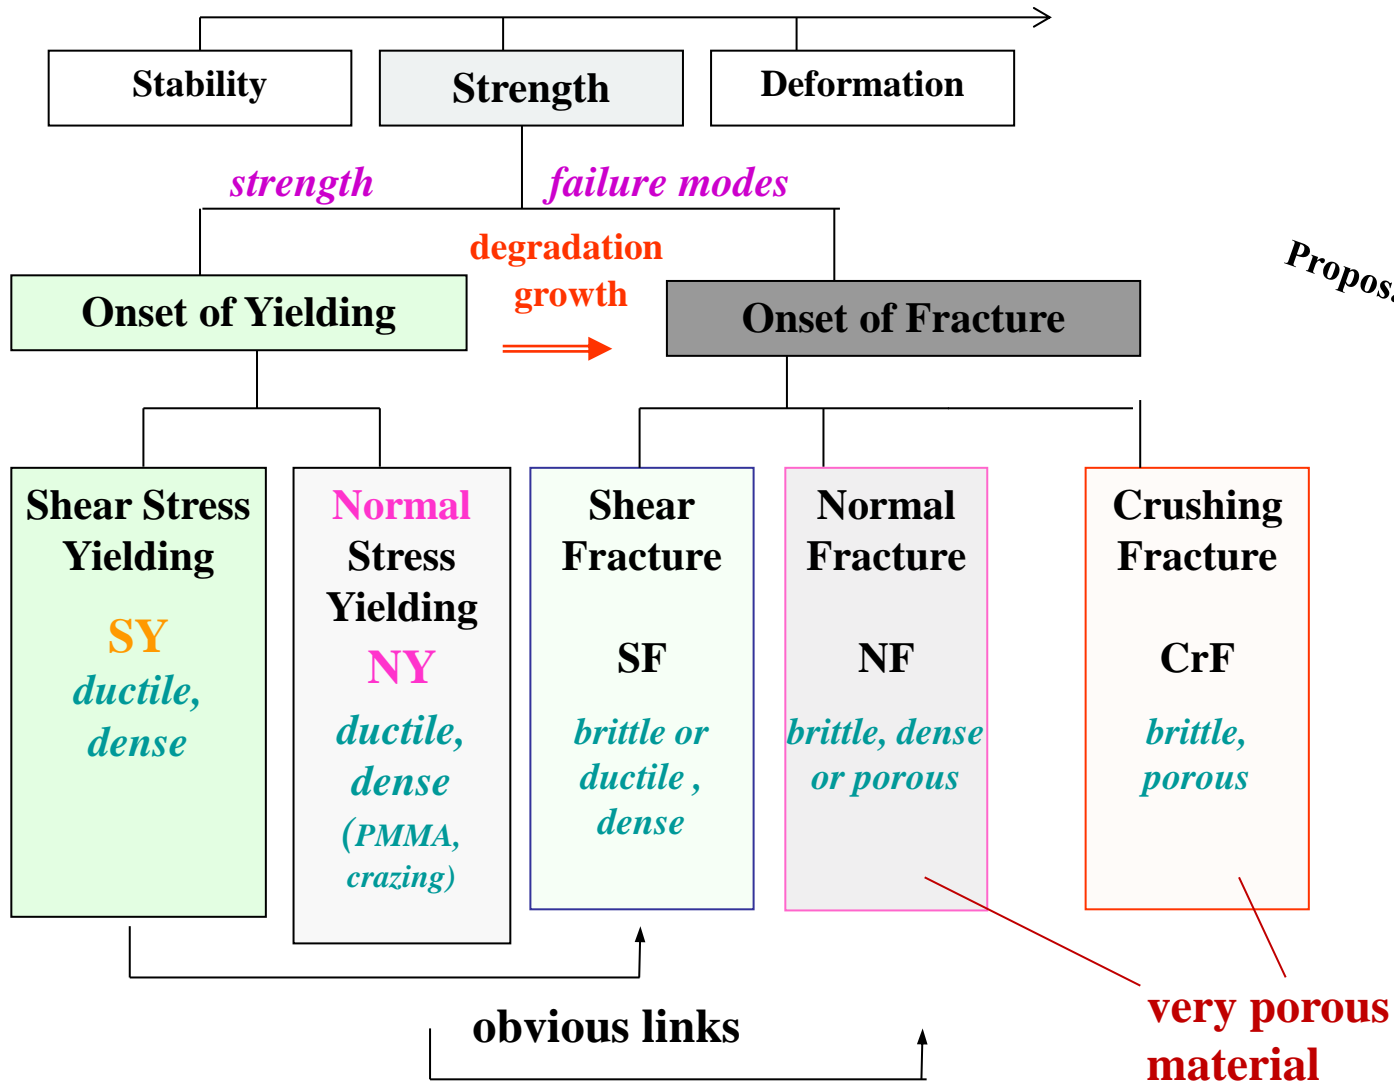 Stability
Strength
Deformation
strength
failure modes
degradation
growth
Onset of Yielding
Onset of Fracture
Shear Stress
Yielding
SY
ductile,
dense
Normal
Stress
Yielding
NY
ductile,
dense
(PMMA,
crazing)
Shear
Fracture
SF
brittle or
ductile ,
dense
Normal
Fracture
NF
brittle, dense
or porous
Crushing
Fracture
CrF
brittle,
porous
obvious links
very porous
material